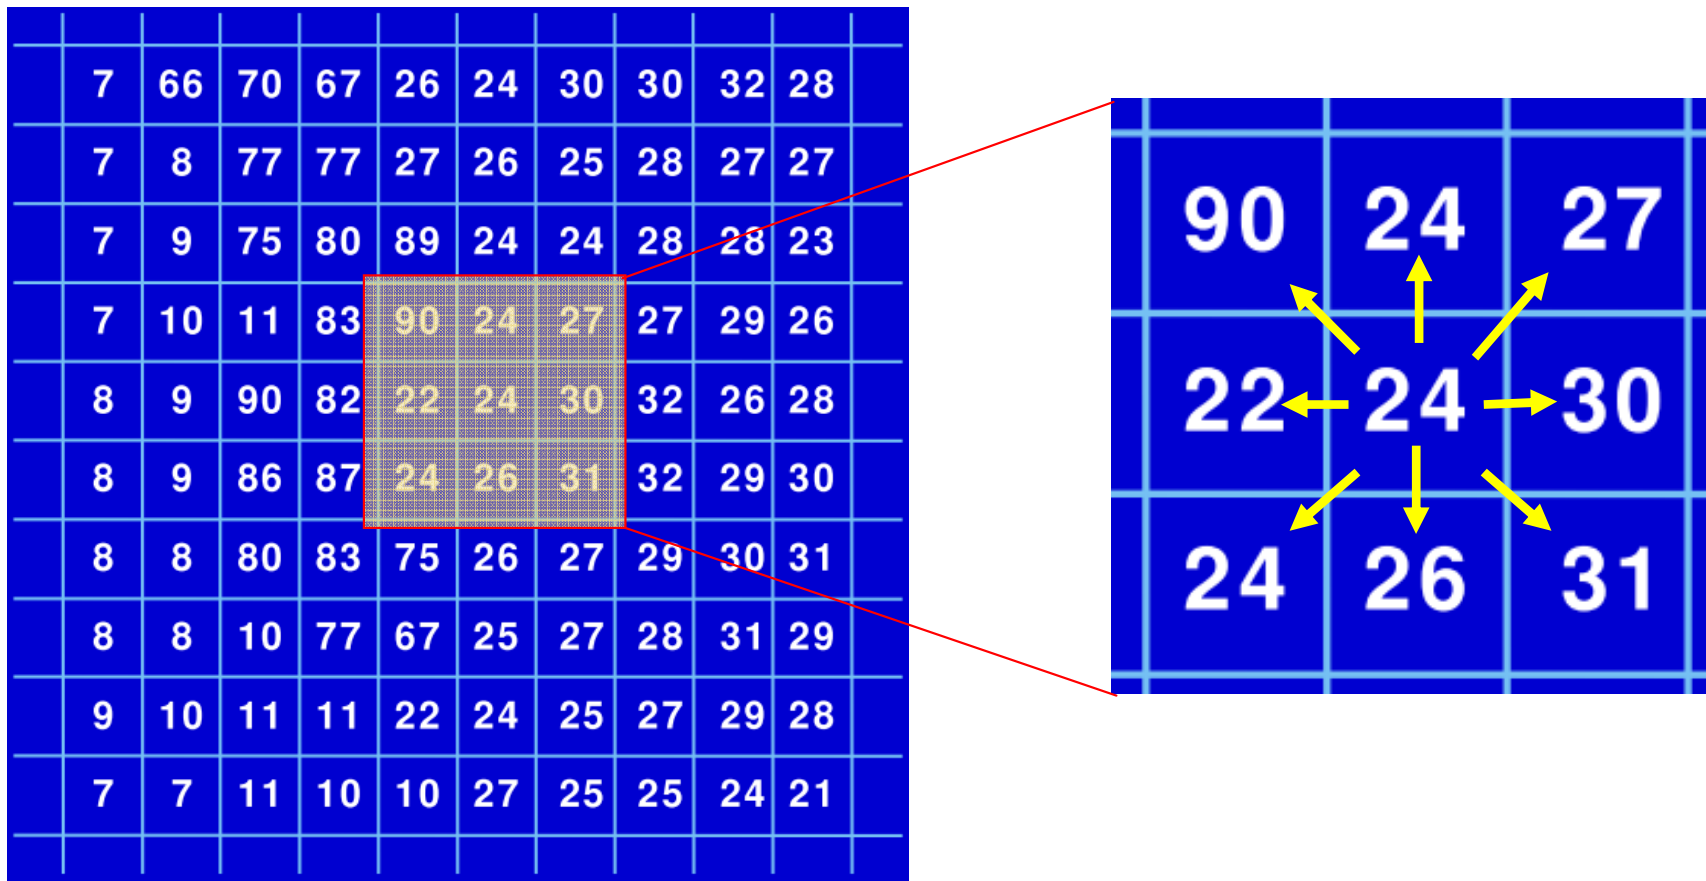 7 66 70 67 26 24 30 30 32 28
7 8 77 77 27 26 25 28 27 27
7 9 75 80 89 24 24 28 28 23
7 10 11 83 90 24 27 27 29 26
8 9 90 82 22 24 30 32 26 28
8 9 86 87 24 26 31 32 29 30
8 8 80 83 75 26 27 29 30 31
8 8 10 77 67 25 27 28 31 29
9 10 11 11 22 24 25 27 29 28
7 7 11 10 10 27 25 25 24 21
90 24 27
22 24 30
24 26 31